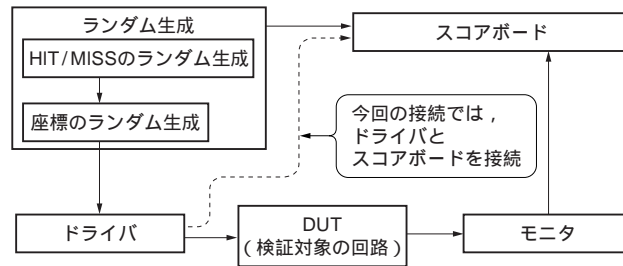 ランダム生成
HIT/MISSのランダム生成
座標のランダム生成
スコアボード
今回の接続では，
ドライバと
スコアボードを接続
ドライバ
DUT
（検証対象の回路）
モニタ